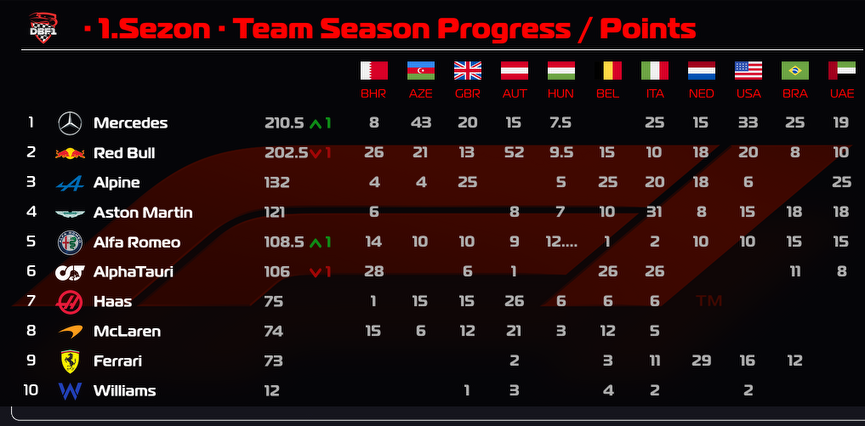 DBF1
· 1.Sezon · Team Season Progress / Points
BHR AZE GBR AUT HUN BEL ITA NED USA BRA UAE
1 Mercedes 210.5 1 8 43 20 15 7.5 25 15 33 25 19
2 Red Bull 202.5 1 26 21 13 52 9.5 15 10 18 20 8 10
3 Alpine 132 4 4 25 5 25 20 18 6 25
4 Aston Martin 121 6 8 7 10 31 8 15 18 18
5 Alfa Romeo 108.5 1 14 10 10 9 12.... 1 2 10 10 15 15
6 AlphaTauri 106 1 28 6 1 26 26 11 8
7 Haas 75 1 15 15 26 6 6 6 TM
8 McLaren 74 15 6 12 21 3 12 5
9 Ferrari 73 2 3 11 29 16 12
10 Williams 12 1 3 4 2 2